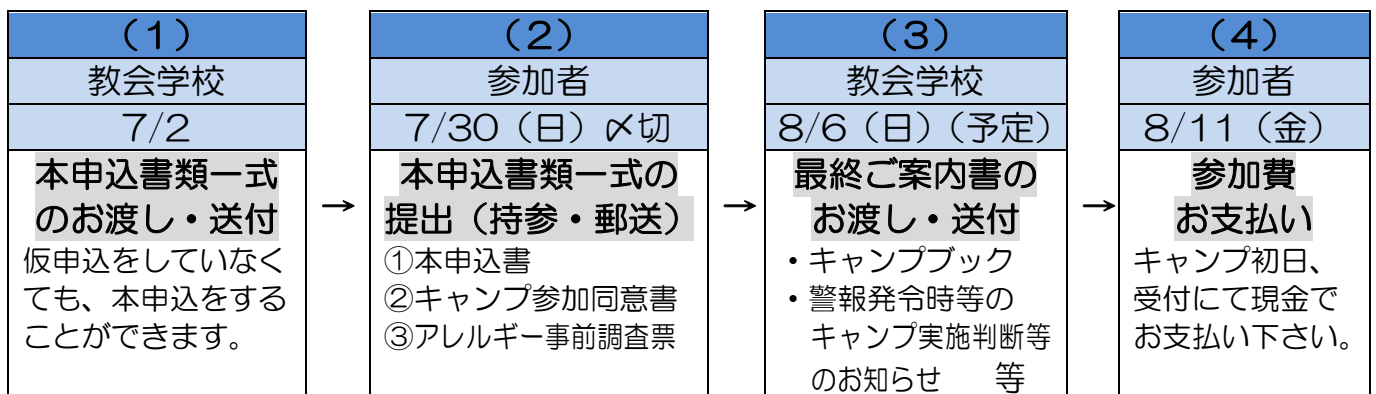 （1）
教会学校
7/2
本申込書類一式
のお渡し・送付
仮申込をしていなく
ても、本申込をする
ことができます。
→
（2）
参加者
7/30（日）〆切
本申込書類一式の
提出（持参・郵送）
①本申込書
②キャンプ参加同意書
③アレルギー事前調査票
→
（3）
教会学校
8/6（日）（予定）
最終ご案内書の
お渡し・送付
・キャンプブック
・警報発令時等の
キャンプ実施判断等
のお知らせ　等
→
（4）
参加者
8/11（金）
参加費
お支払い
キャンプ初日、
受付にて現金で
お支払い下さい。